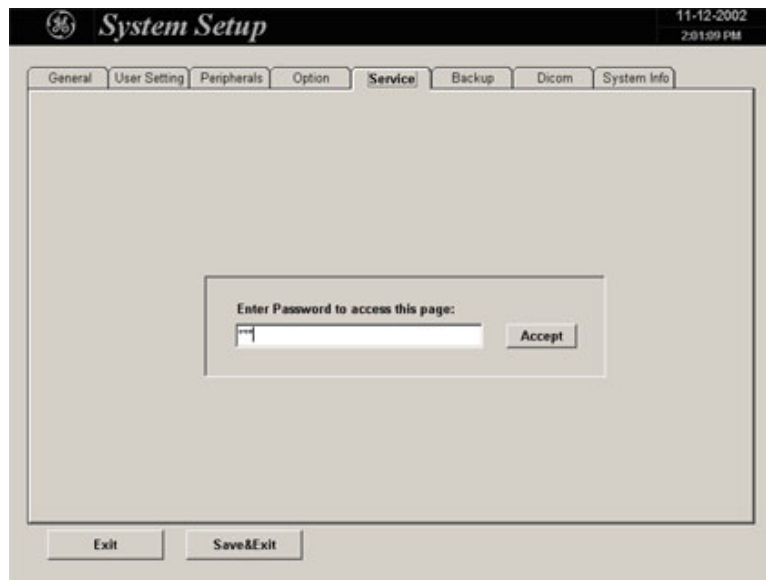 System Setup
11-12-2002
2:01:09 PM
General User Setting Peripherals Option Service Backup Dicom System Info
Enter Password to access this page:
***
Accept
Exit Save&Exit